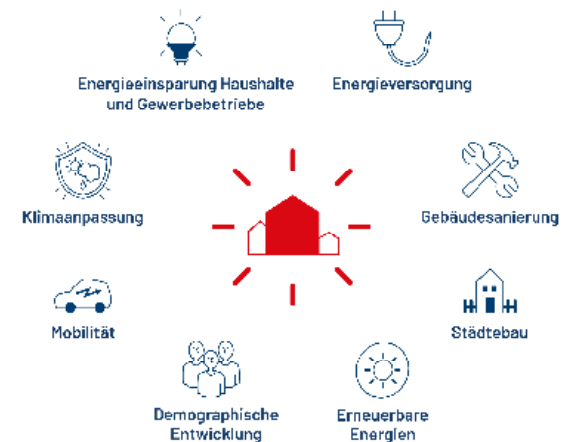 Energieeinsparung Haushalte
und Gewerbebetriebe
Energieversorgung
Klimaanpassung
Gebäudesanierung
Mobilität
Städtebau
Demographische
Entwicklung
Erneuerbare
Energien